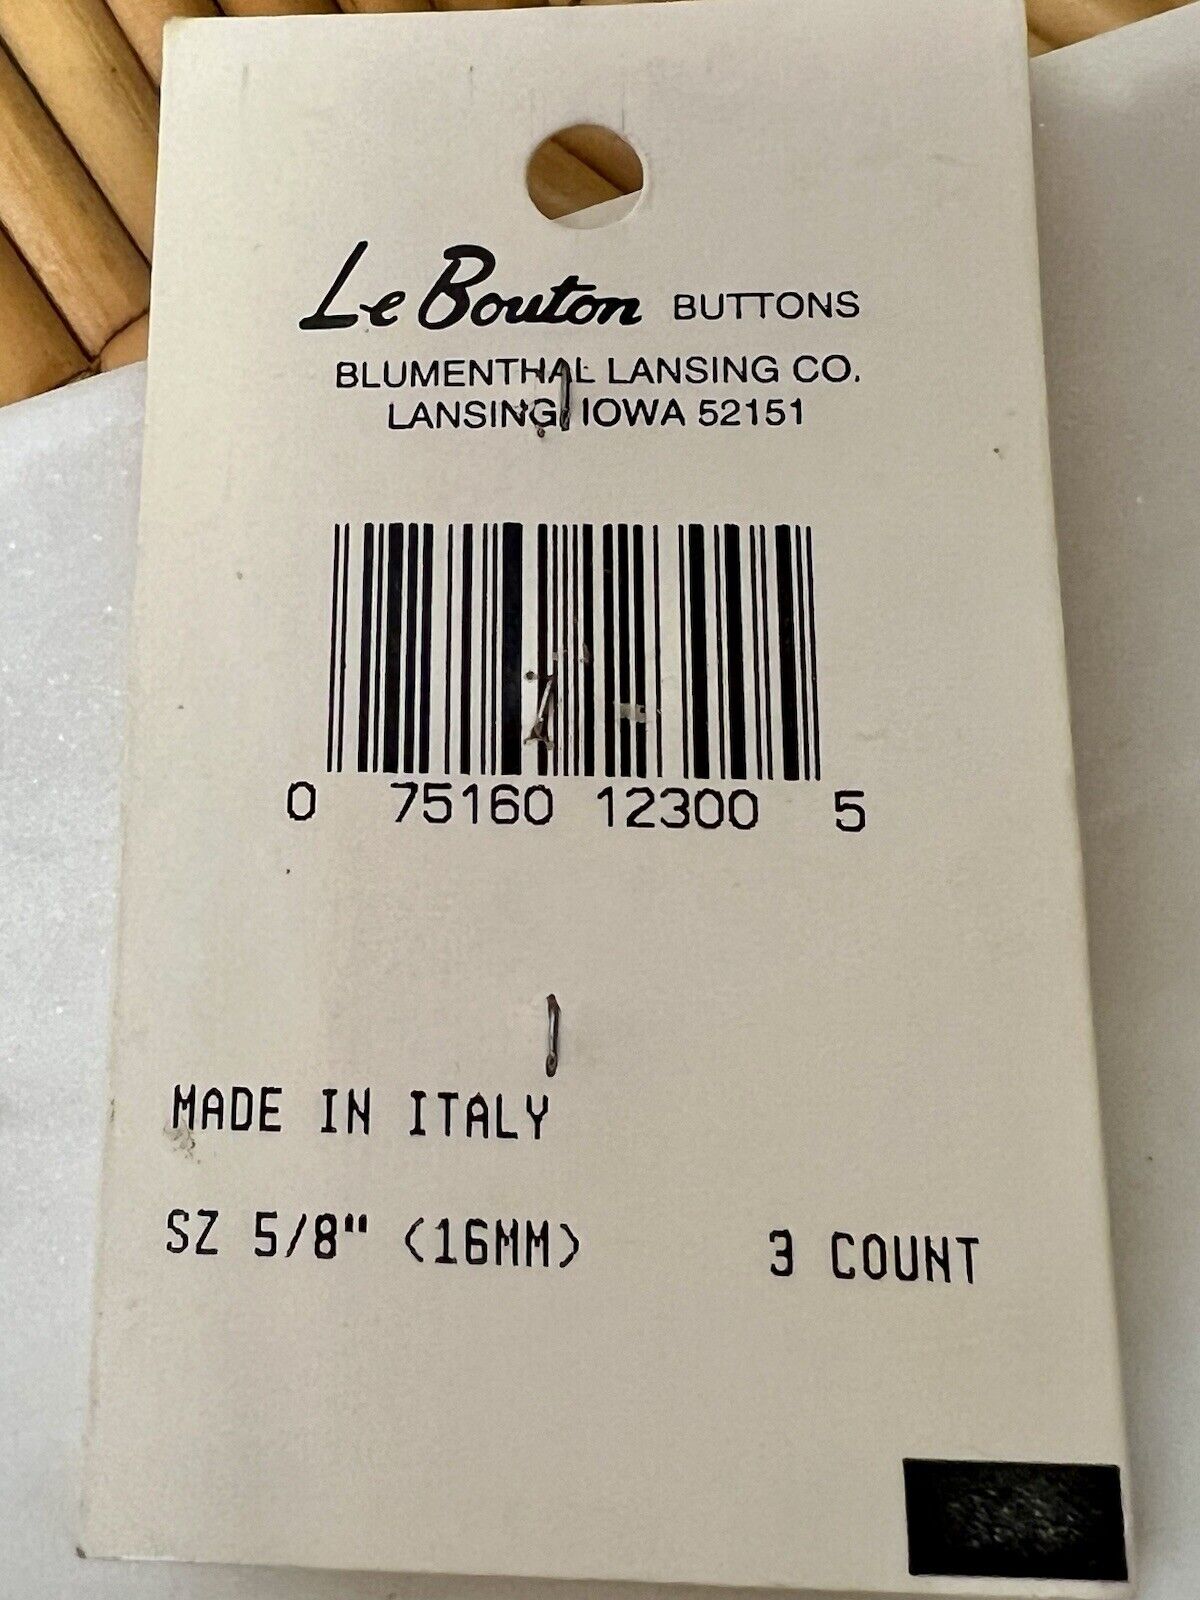 Le Bouton BUTTONS
BLUMENTHAL LANSING CO.
LANSING, IOWA 52151
0 75160 12300 5
MADE IN ITALY
SZ 5/8" (16MM) 3 COUNT